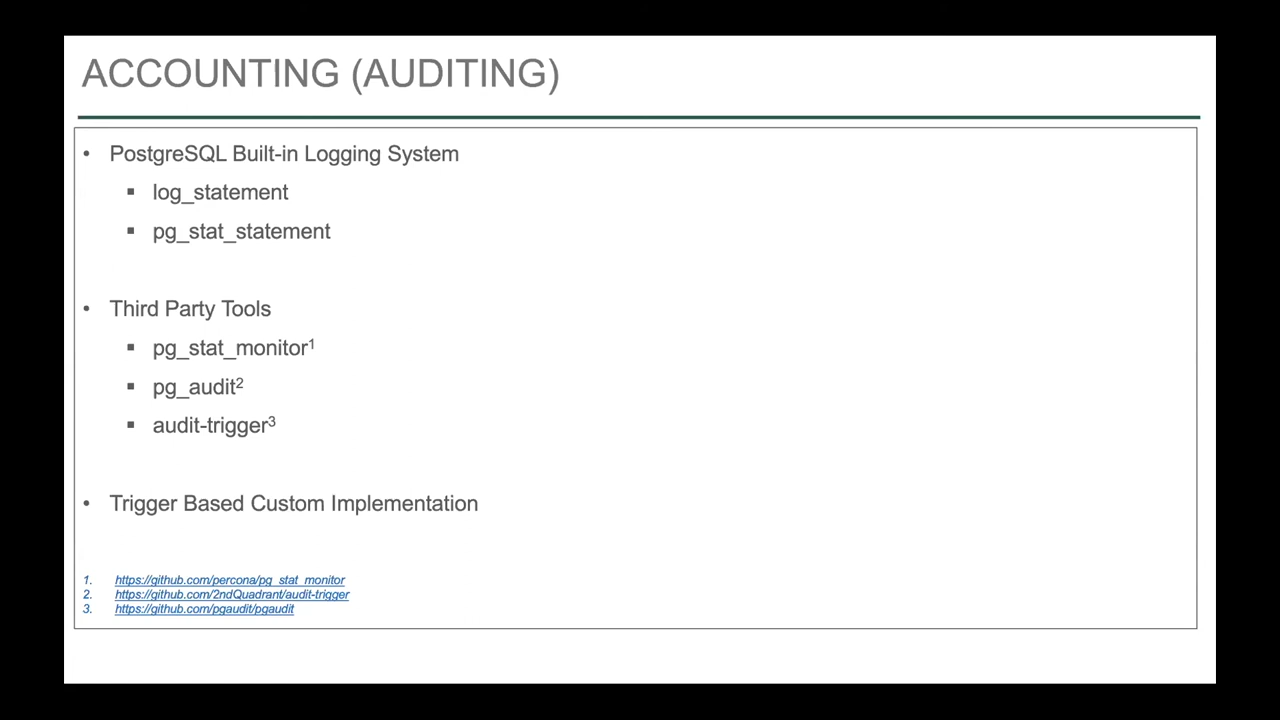 ACCOUNTING (AUDITING)
• PostgreSQL Built-in Logging System
▪ log_statement
▪ pg_stat_statement
• Third Party Tools
▪ pg_stat_monitor¹
▪ pg_audit²
▪ audit-trigger³
• Trigger Based Custom Implementation
1. https://github.com/percona/pg_stat_monitor
2. https://github.com/2ndQuadrant/audit-trigger
3. https://github.com/pgaudit/pgaudit